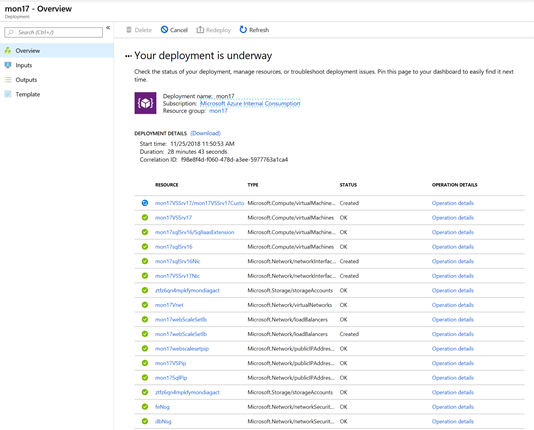 mon17 - Overview
Deployment
Search (Ctrl+/)
«
Delete
Cancel
Redeploy
Refresh
Overview
Inputs
Outputs
Template
Your deployment is underway
Check the status of your deployment, manage resources, or troubleshoot deployment issues. Pin this page to your dashboard to easily find it next
time.
Deployment name: mon17
Subscription: Microsoft Azure Internal Consumption
Resource group: mon17
DEPLOYMENT DETAILS (Download)
Start time: 11/25/2018 11:50:53 AM
Duration: 28 minutes 43 seconds
Correlation ID: f98e8f4d-f060-478d-a3ee-5977763a1ca4
RESOURCE TYPE STATUS OPERATION DETAILS
mon17VSSrv17/mon17VSSrv17Custo Microsoft.Compute/virtualMachine... Created Operation details
mon17VSSrv17 Microsoft.Compute/virtualMachines OK Operation details
mon17sqlSrv16/SqlIaasExtension Microsoft.Compute/virtualMachine... OK Operation details
mon17sqlSrv16 Microsoft.Compute/virtualMachines OK Operation details
mon17sqlSrv16Nic Microsoft.Network/networkInterfac... Created Operation details
mon17VSSrv17Nic Microsoft.Network/networkInterfac... Created Operation details
ztfz6qn4mpkfymondiagact Microsoft.Storage/storageAccounts OK Operation details
mon17Vnet Microsoft.Network/virtualNetworks OK Operation details
mon17webScaleSetlb Microsoft.Network/loadBalancers OK Operation details
mon17webScaleSetlb Microsoft.Network/loadBalancers Created Operation details
mon17webscalesetpip Microsoft.Network/publicIPAddres... OK Operation details
mon17VSPip Microsoft.Network/publicIPAddres... OK Operation details
mon17SqlPip Microsoft.Network/publicIPAddres... OK Operation details
ztfz6qn4mpkfymondiagact Microsoft.Storage/storageAccounts OK Operation details
feNsg Microsoft.Network/networkSecurit... OK Operation details
dbNsg Microsoft.Network/networkSecurit... OK Operation details